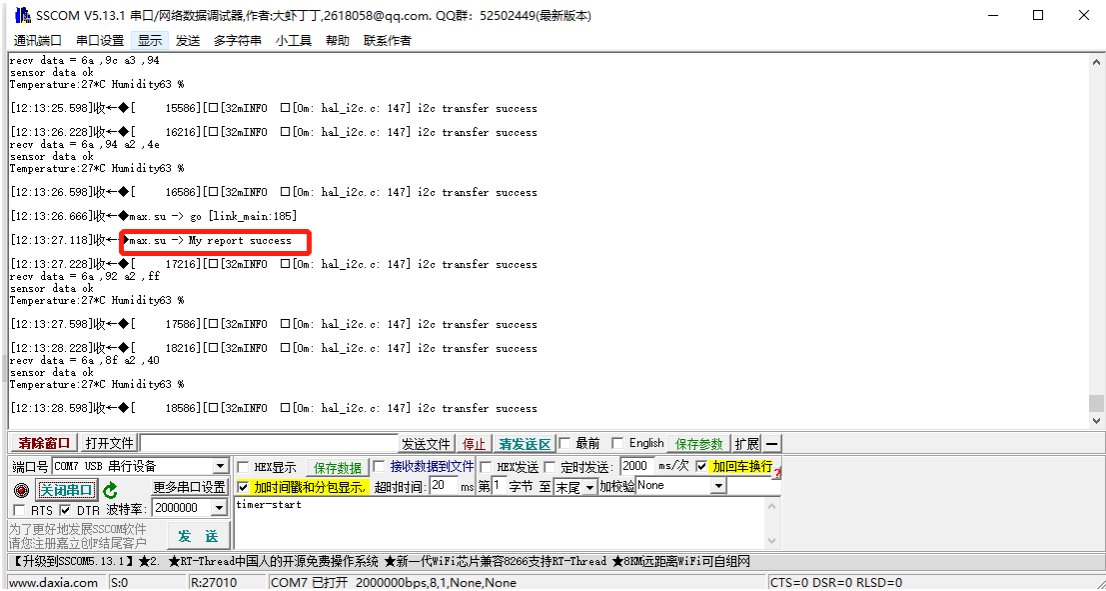 SSCOM V5.13.1 串口/网络数据调试器,作者:大虾丁丁,2618058@qq.com. QQ群: 52502449(最新版本)
通讯端口 串口设置 显示 发送 多字符串 小工具 帮助 联系作者
recv data = 6a ,9c a3 ,94
sensor data ok
Temperature:27*C Humidity63 %
[12:13:25.598]收←◆[ 15586][□[32mINFO □[0m: hal_i2c.c: 147] i2c transfer success
[12:13:26.228]收←◆[ 16216][□[32mINFO □[0m: hal_i2c.c: 147] i2c transfer success
recv data = 6a ,94 a2 ,4e
sensor data ok
Temperature:27*C Humidity63 %
[12:13:26.598]收←◆[ 16586][□[32mINFO □[0m: hal_i2c.c: 147] i2c transfer success
[12:13:26.666]收←◆max.su -> go [link_main:185]
[12:13:27.118]收←◆max.su -> My report success
[12:13:27.228]收←◆[ 17216][□[32mINFO □[0m: hal_i2c.c: 147] i2c transfer success
recv data = 6a ,92 a2 ,ff
sensor data ok
Temperature:27*C Humidity63 %
[12:13:27.598]收←◆[ 17586][□[32mINFO □[0m: hal_i2c.c: 147] i2c transfer success
[12:13:28.228]收←◆[ 18216][□[32mINFO □[0m: hal_i2c.c: 147] i2c transfer success
recv data = 6a ,8f a2 ,40
sensor data ok
Temperature:27*C Humidity63 %
[12:13:28.598]收←◆[ 18586][□[32mINFO □[0m: hal_i2c.c: 147] i2c transfer success
清除窗口 打开文件 发送文件 停止 清发送区 最前 English 保存参数 扩展 —
端口号 COM7 USB 串行设备 HEX显示 保存数据 接收数据到文件 HEX发送 定时发送: 2000 ms/次 加回车换行 ?
关闭串口 更多串口设置 加时间戳和分包显示, 超时时间: 20 ms 第 1 字节 至 末尾 加校验 None
RTS DTR 波特率: 2000000 timer-start
为了更好地发展SSCOM软件
请您注册嘉立创F结尾客户 发 送
【升级到SSCOM5.13.1】★2. ★RT-Thread中国人的开源免费操作系统 ★新一代WiFi芯片兼容8266支持RT-Thread ★8KM远距离WiFi可自组网
www.daxia.com S:0 R:27010 COM7 已打开 2000000bps,8,1,None,None CTS=0 DSR=0 RLSD=0